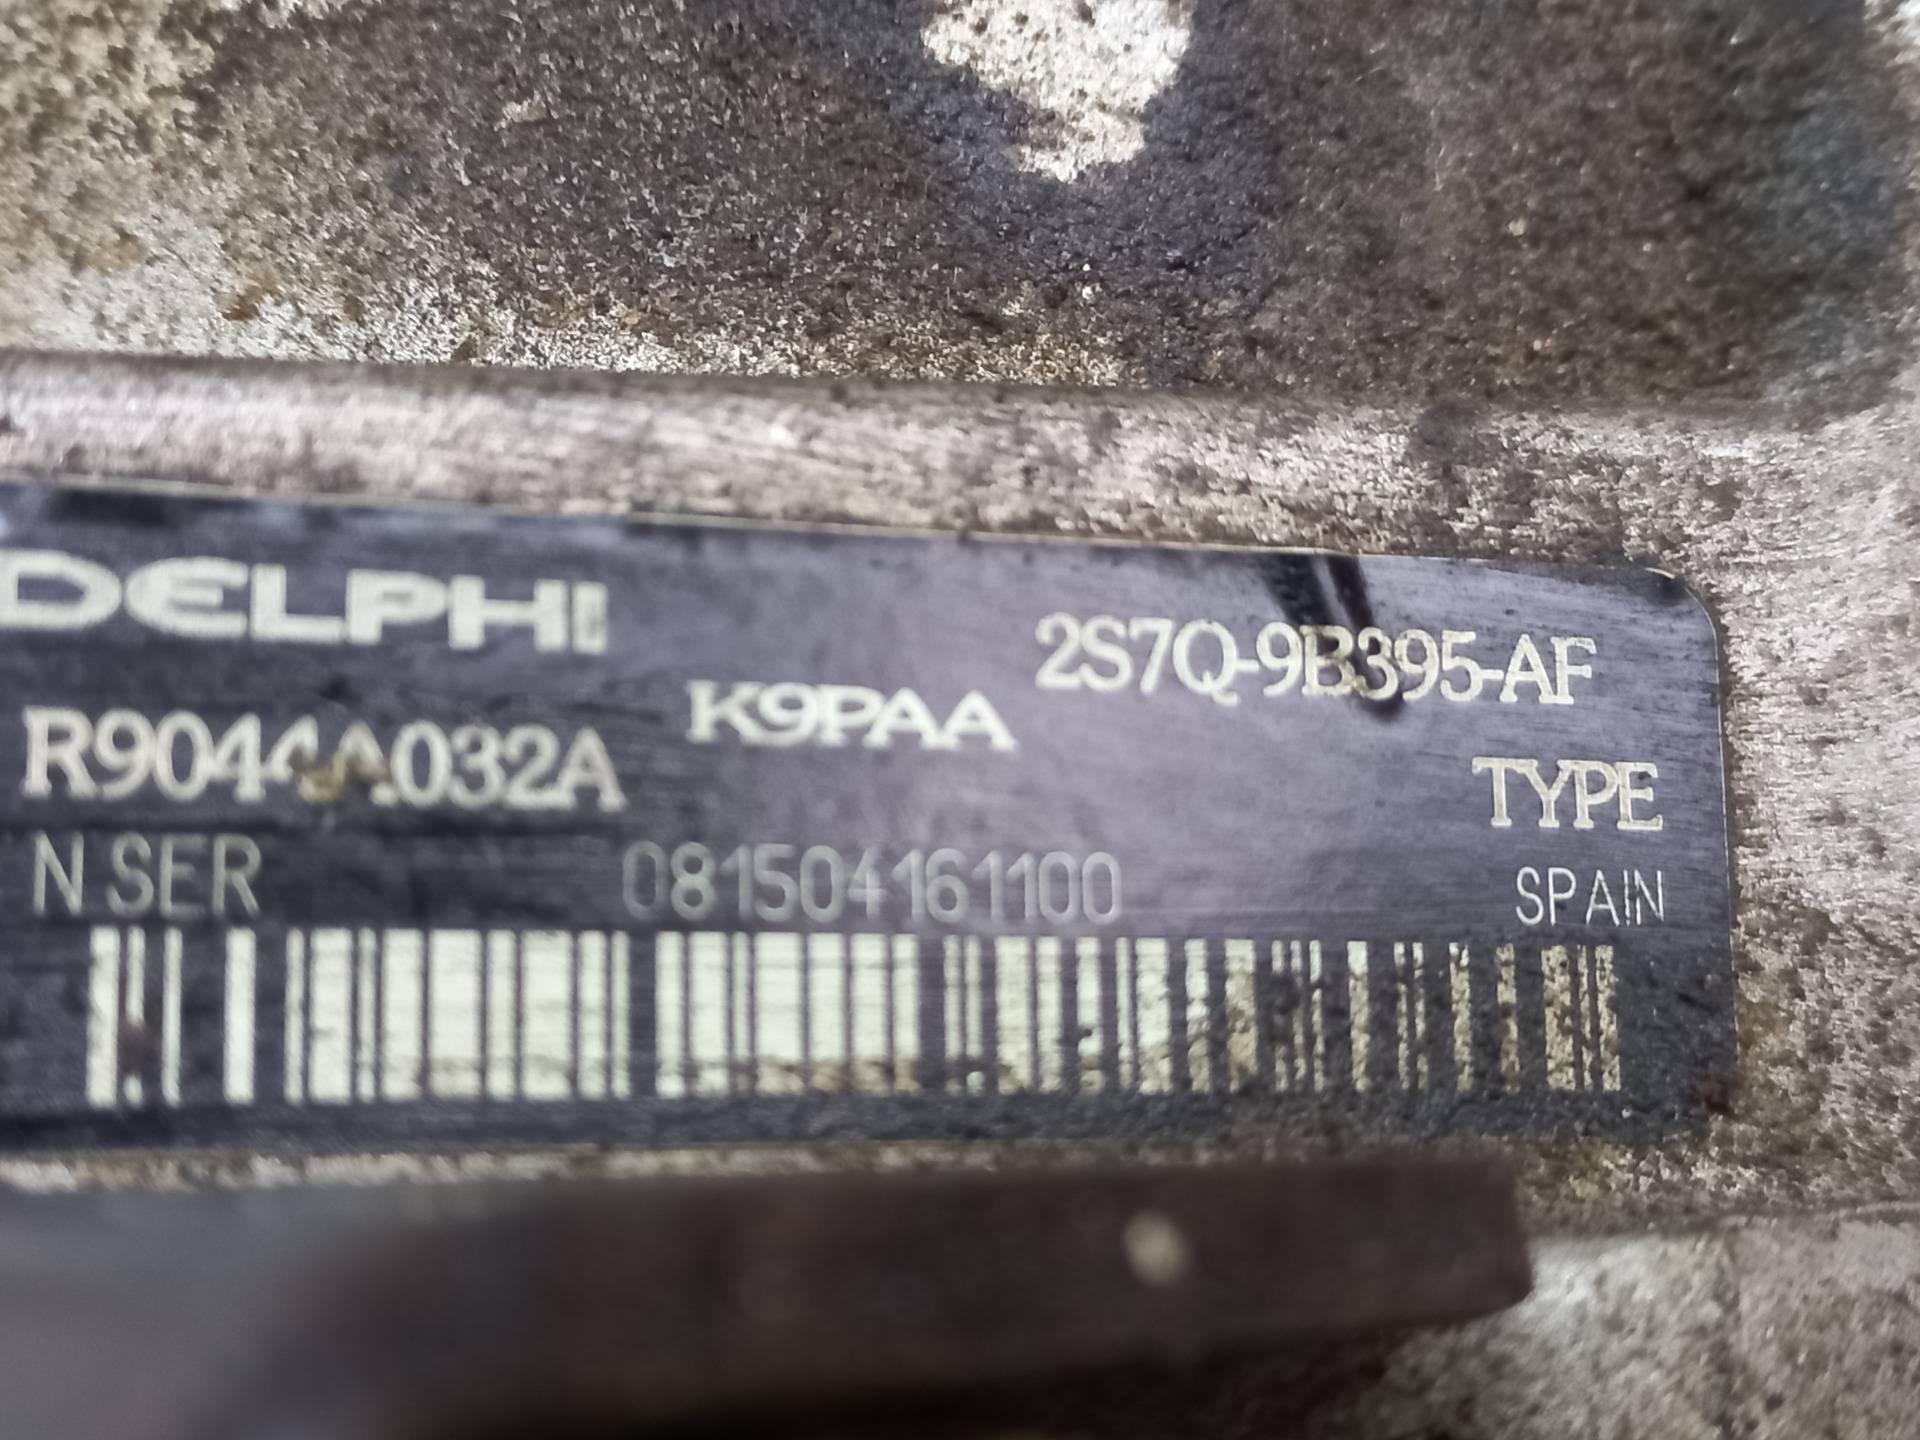 DELPHI
K9PAA 2S7Q-9B395-AF
R9044A032A TYPE
N SER 081504161100 SPAIN